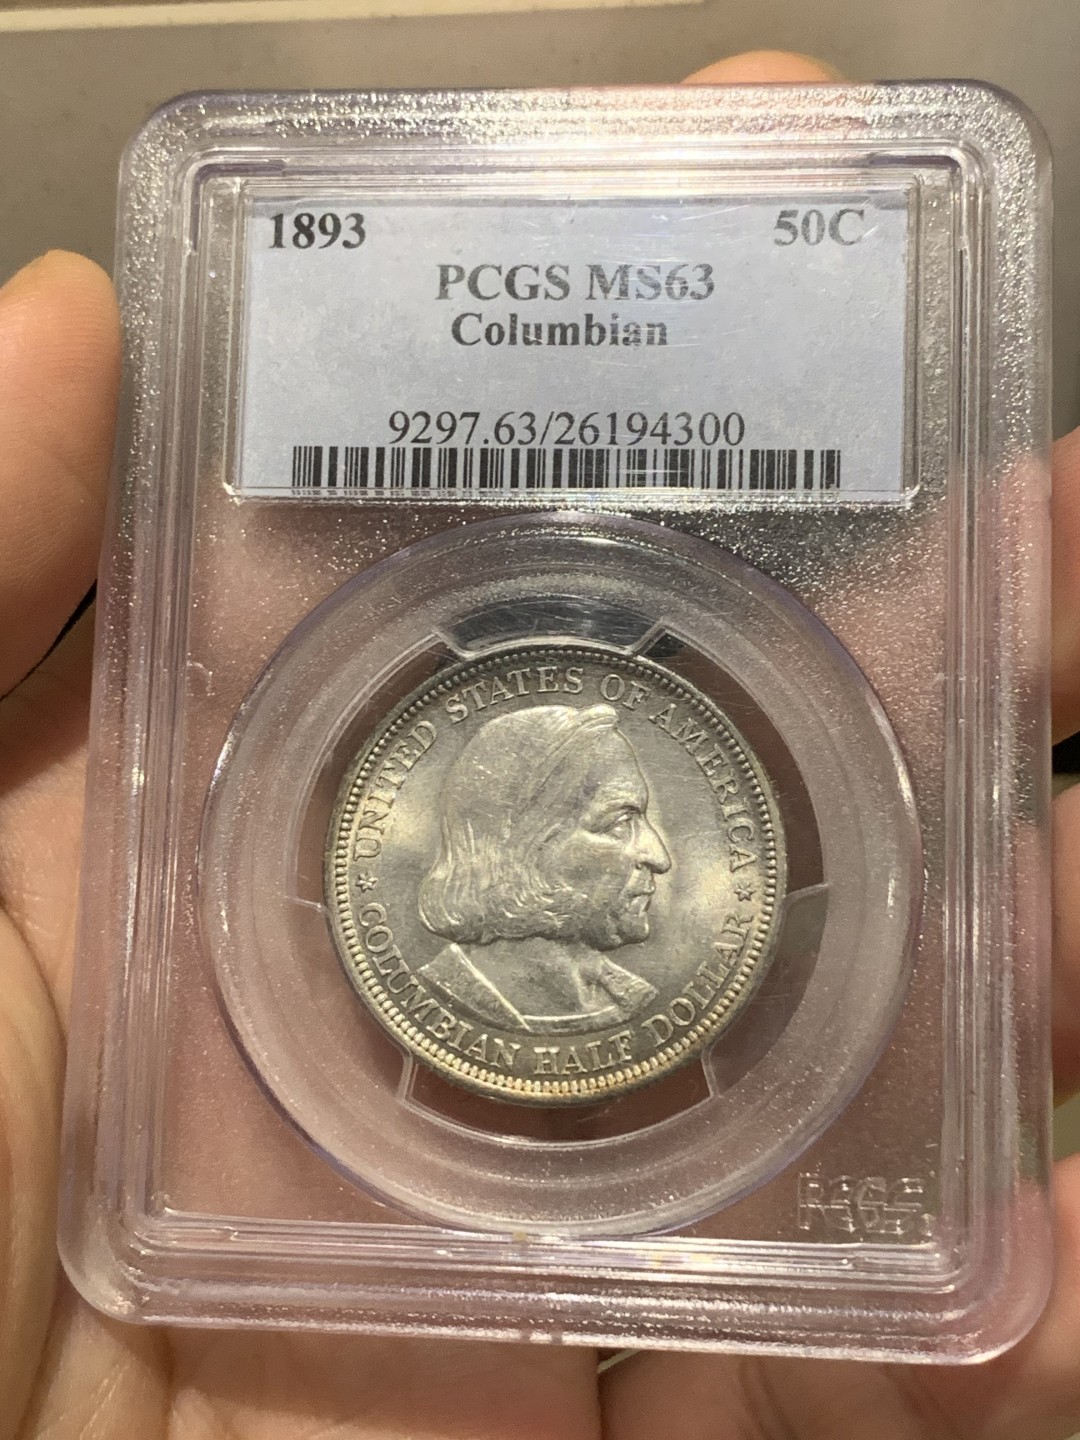 1893 50C
PCGS MS63
Columbian
9297.63/26194300
UNITED STATES OF AMERICA
COLUMBIAN HALF DOLLAR
PCGS